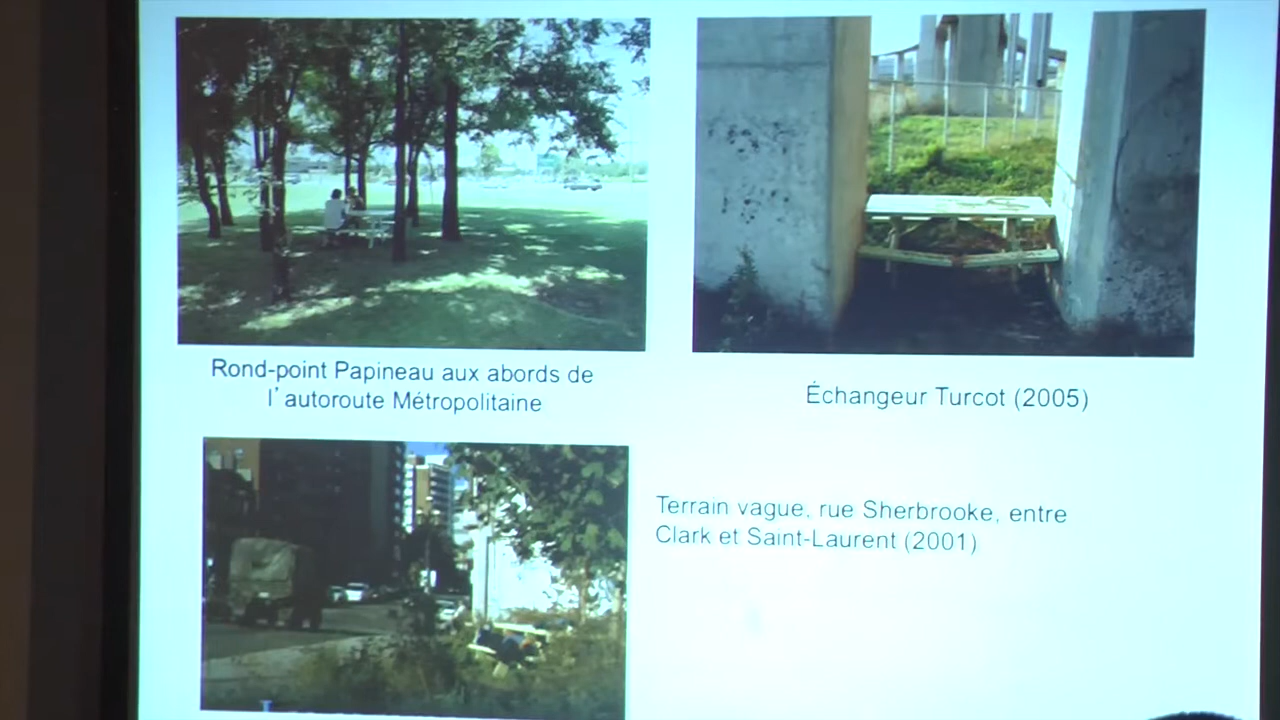 Rond-point Papineau aux abords de
l'autoroute Métropolitaine
Échangeur Turcot (2005)
Terrain vague, rue Sherbrooke, entre
Clark et Saint-Laurent (2001)